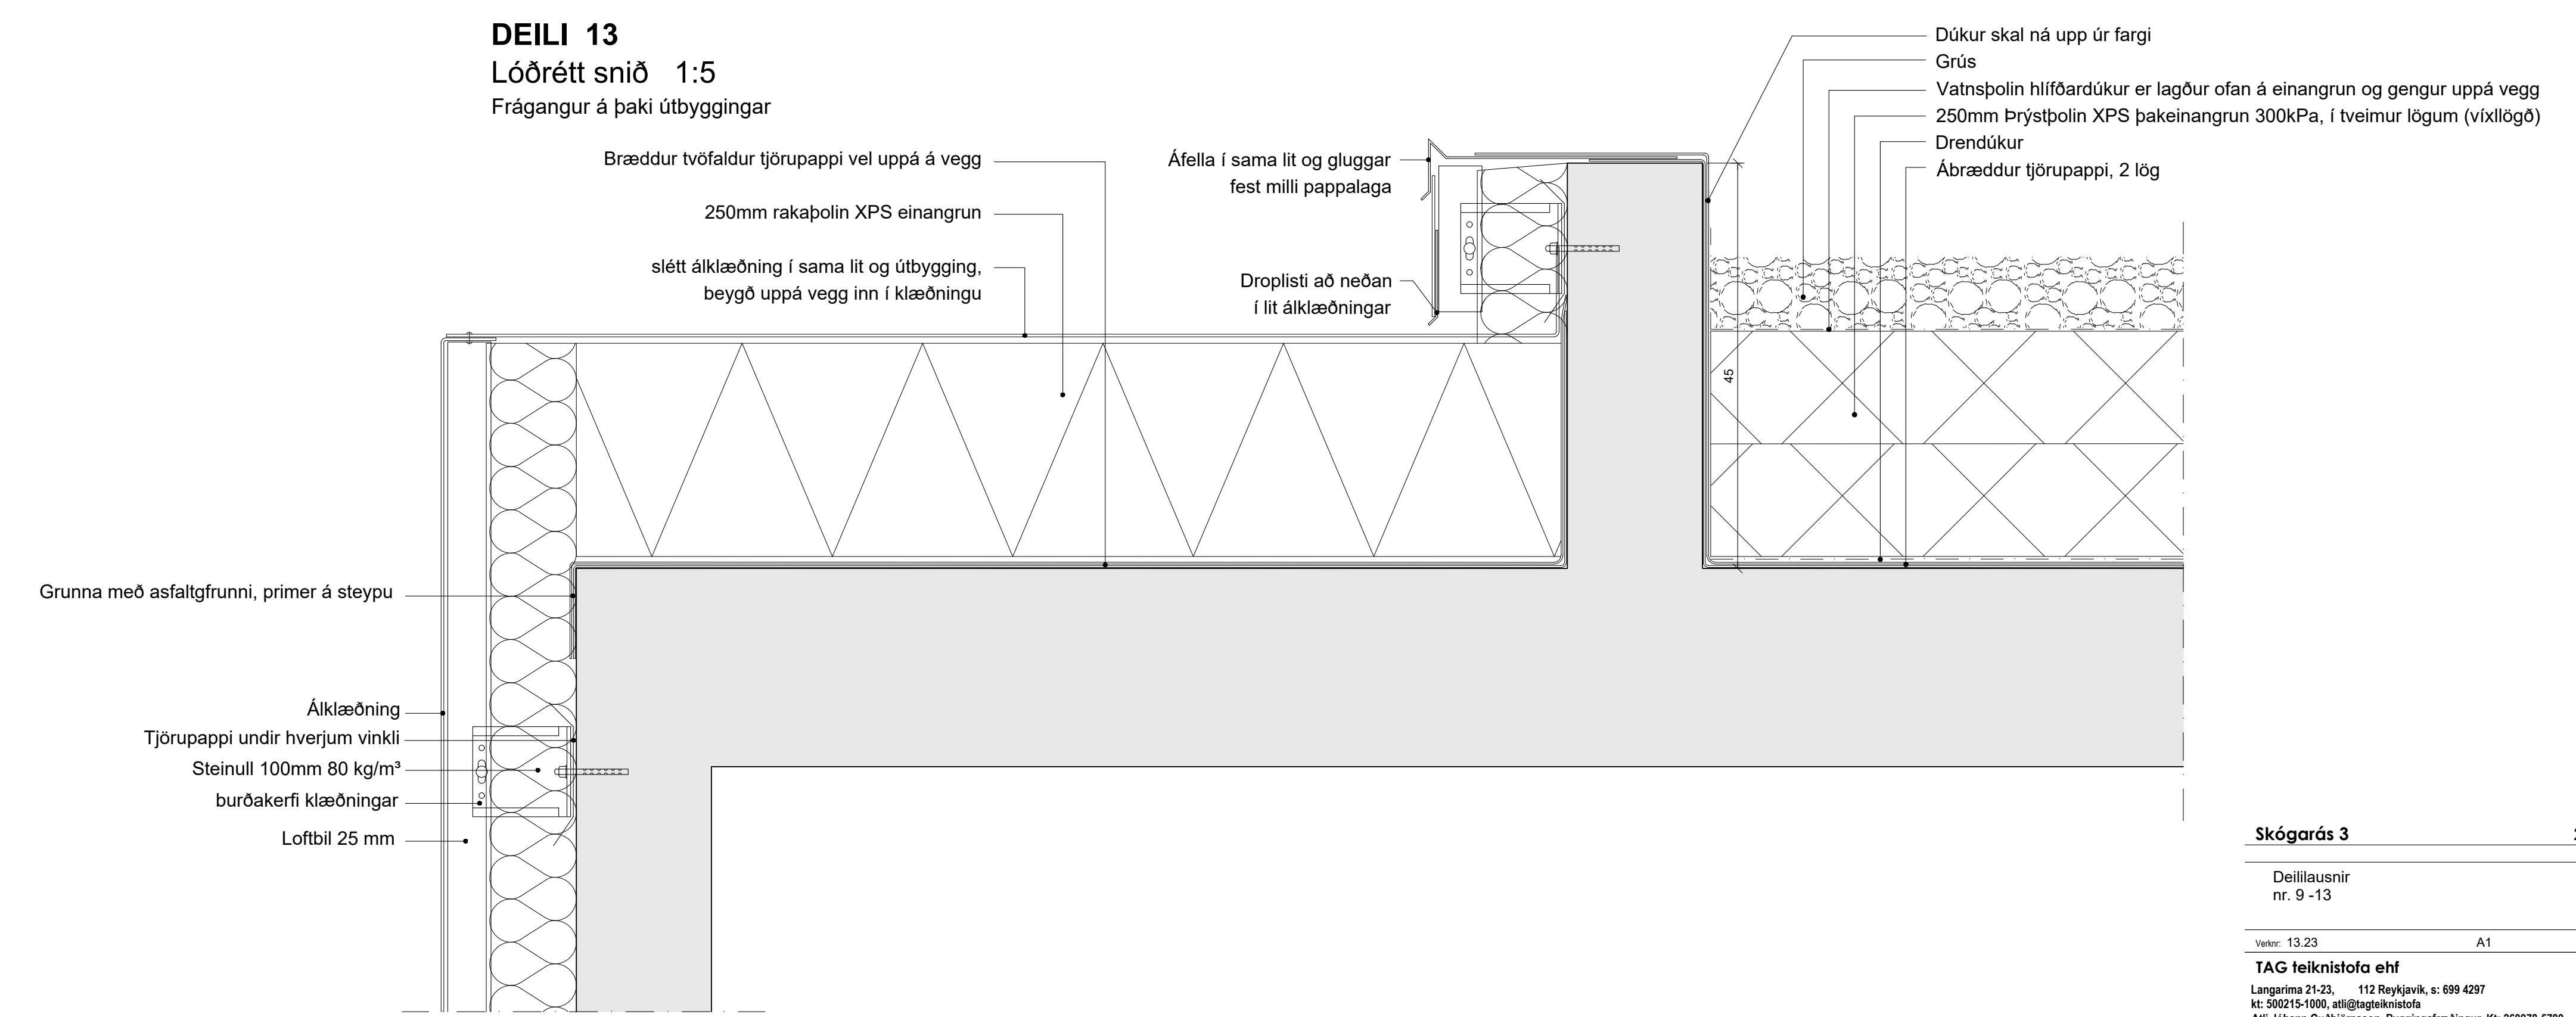 DEILI 13
Lóðrétt snið 1:5
Frágangur á þaki útbyggingar
Bræddur tvöfaldur tjörupappi vel uppá á vegg
250mm rakaþolin XPS einangrun
slétt álklæðning í sama lit og útbygging,
beygð uppá vegg inn í klæðningu
Áfella í sama lit og gluggar
fest milli pappalaga
Droplisti að neðan
í lit álklæðningar
Dúkur skal ná upp úr fargi
Grús
Vatnsþolin hlífðardúkur er lagður ofan á einangrun og gengur uppá vegg
250mm Þrýstþolin XPS þakeinangrun 300kPa, í tveimur lögum (víxllögð)
Drendúkur
Ábræddur tjörupappi, 2 lög
45
Grunna með asfaltgfrunni, primer á steypu
Álklæðning
Tjörupappi undir hverjum vinkli
Steinull 100mm 80 kg/m³
burðakerfi klæðningar
Loftbil 25 mm
Skógarás 3
Deililausnir
nr. 9 -13
Verknr: 13.23 A1
TAG teiknistofa ehf
Langarima 21-23, 112 Reykjavík, s: 699 4297
kt: 500215-1000, atli@tagteiknistofa